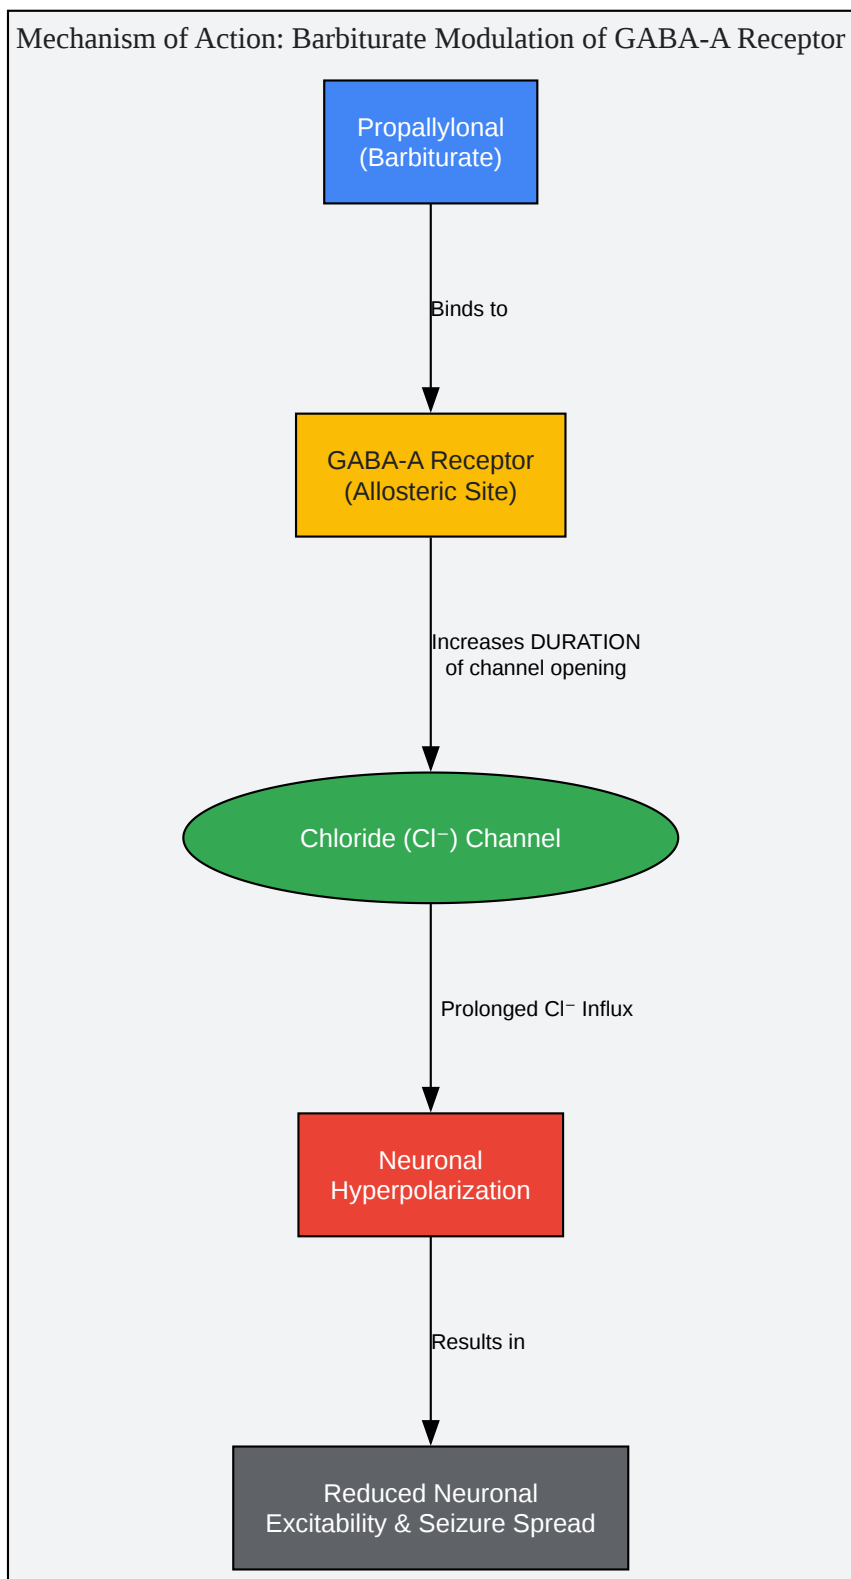 Mechanism of Action: Barbiturate Modulation of GABA-A Receptor
Propallylonal
(Barbiturate)
Binds to
GABA-A Receptor
(Allosteric Site)
Increases DURATION
of channel opening
Chloride (Cl⁻) Channel
Prolonged Cl⁻ Influx
Neuronal
Hyperpolarization
Results in
Reduced Neuronal
Excitability & Seizure Spread